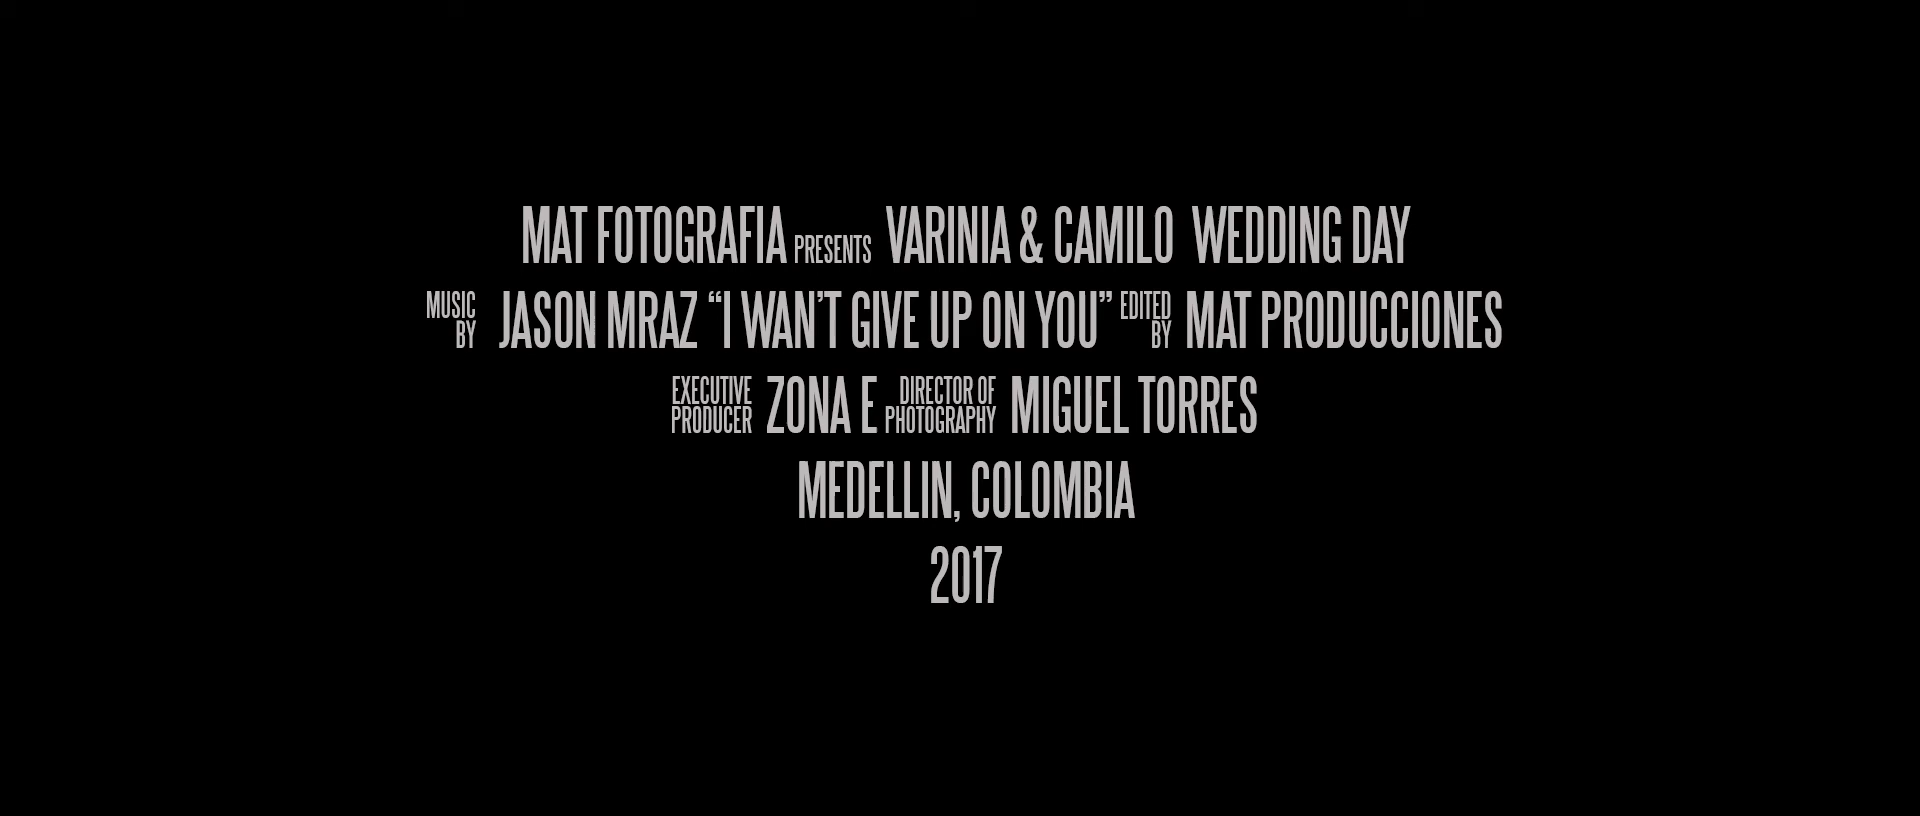 MAT FOTOGRAFIA PRESENTS VARINIA & CAMILO WEDDING DAY
MUSIC BY JASON MRAZ “I WAN’T GIVE UP ON YOU” EDITED BY MAT PRODUCCIONES
EXECUTIVE PRODUCER ZONA E DIRECTOR OF PHOTOGRAPHY MIGUEL TORRES
MEDELLIN, COLOMBIA
2017